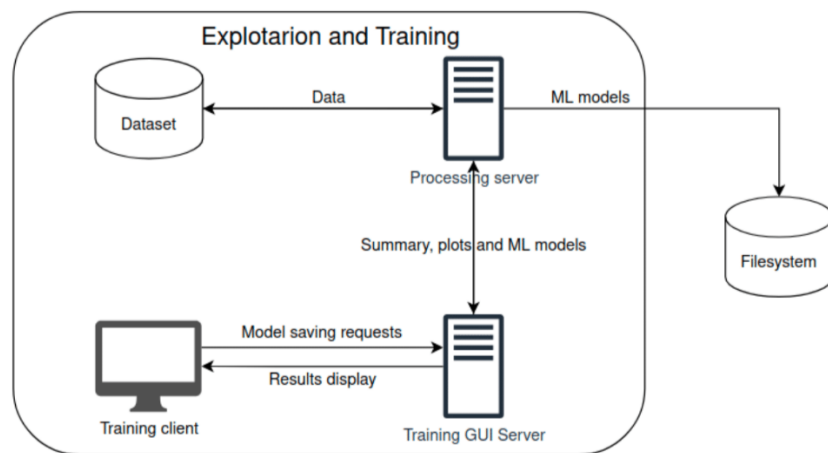 Explotarion and Training
Data
ML models
Dataset
Processing server
Summary, plots and ML models
Filesystem
Model saving requests
Results display
Training client
Training GUI Server